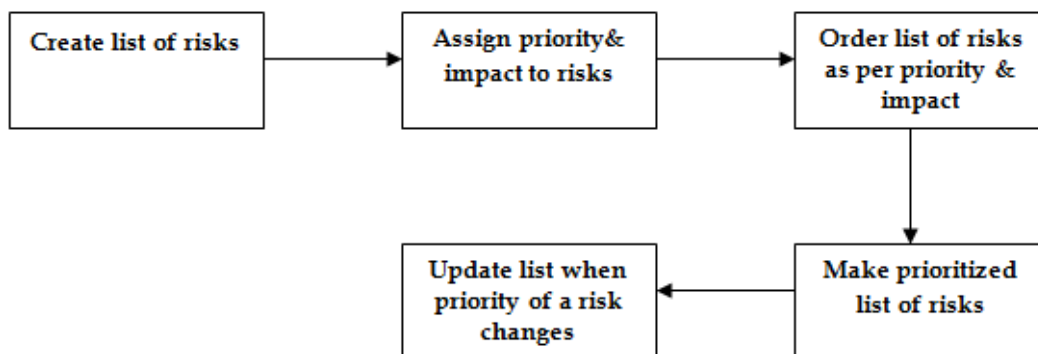 Create list of risks
Assign priority&
impact to risks
Order list of risks
as per priority &
impact
Make prioritized
list of risks
Update list when
priority of a risk
changes